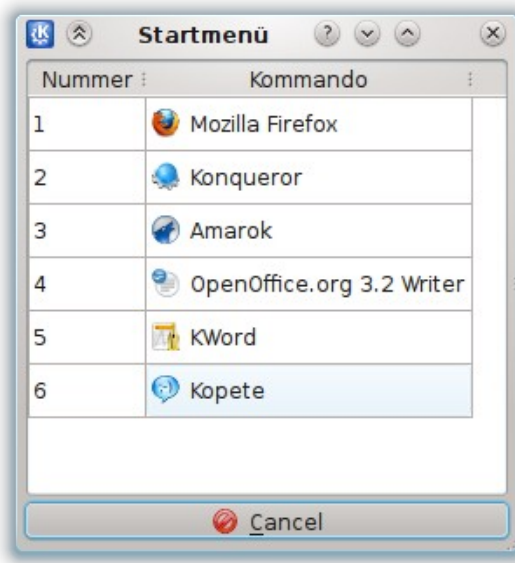 Startmenü
Nummer Kommando
1 Mozilla Firefox
2 Konqueror
3 Amarok
4 OpenOffice.org 3.2 Writer
5 KWord
6 Kopete
Cancel